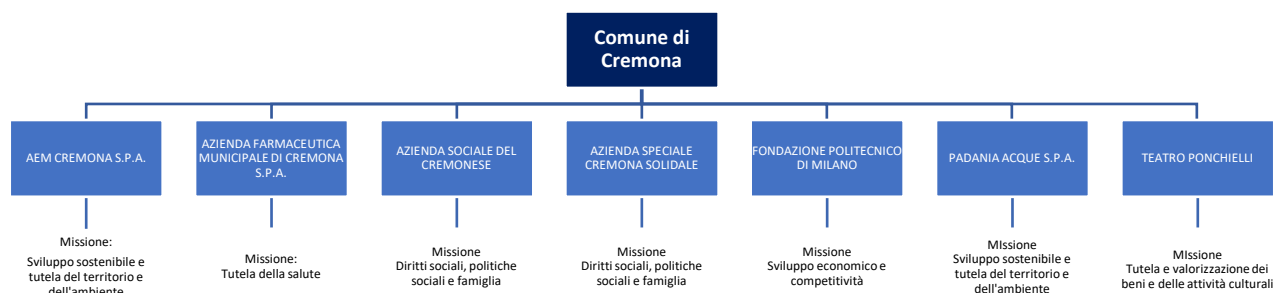 Comune di
Cremona
AEM CREMONA S.P.A.
AZIENDA FARMACEUTICA
MUNICIPALE DI CREMONA
S.P.A.
AZIENDA SOCIALE DEL
CREMONESE
AZIENDA SPECIALE
CREMONA SOLIDALE
FONDAZIONE POLITECNICO
DI MILANO
PADANIA ACQUE S.P.A.
TEATRO PONCHIELLI
Missione:
Sviluppo sostenibile e
tutela del territorio e
dell'ambiente
Missione:
Tutela della salute
Missione
Diritti sociali, politiche
sociali e famiglia
Missione
Diritti sociali, politiche
sociali e famiglia
Missione
Sviluppo economico e
competitività
MIssione
Sviluppo sostenibile e
tutela del territorio e
dell'ambiente
MIssione
Tutela e valorizzazione dei
beni e delle attività culturali